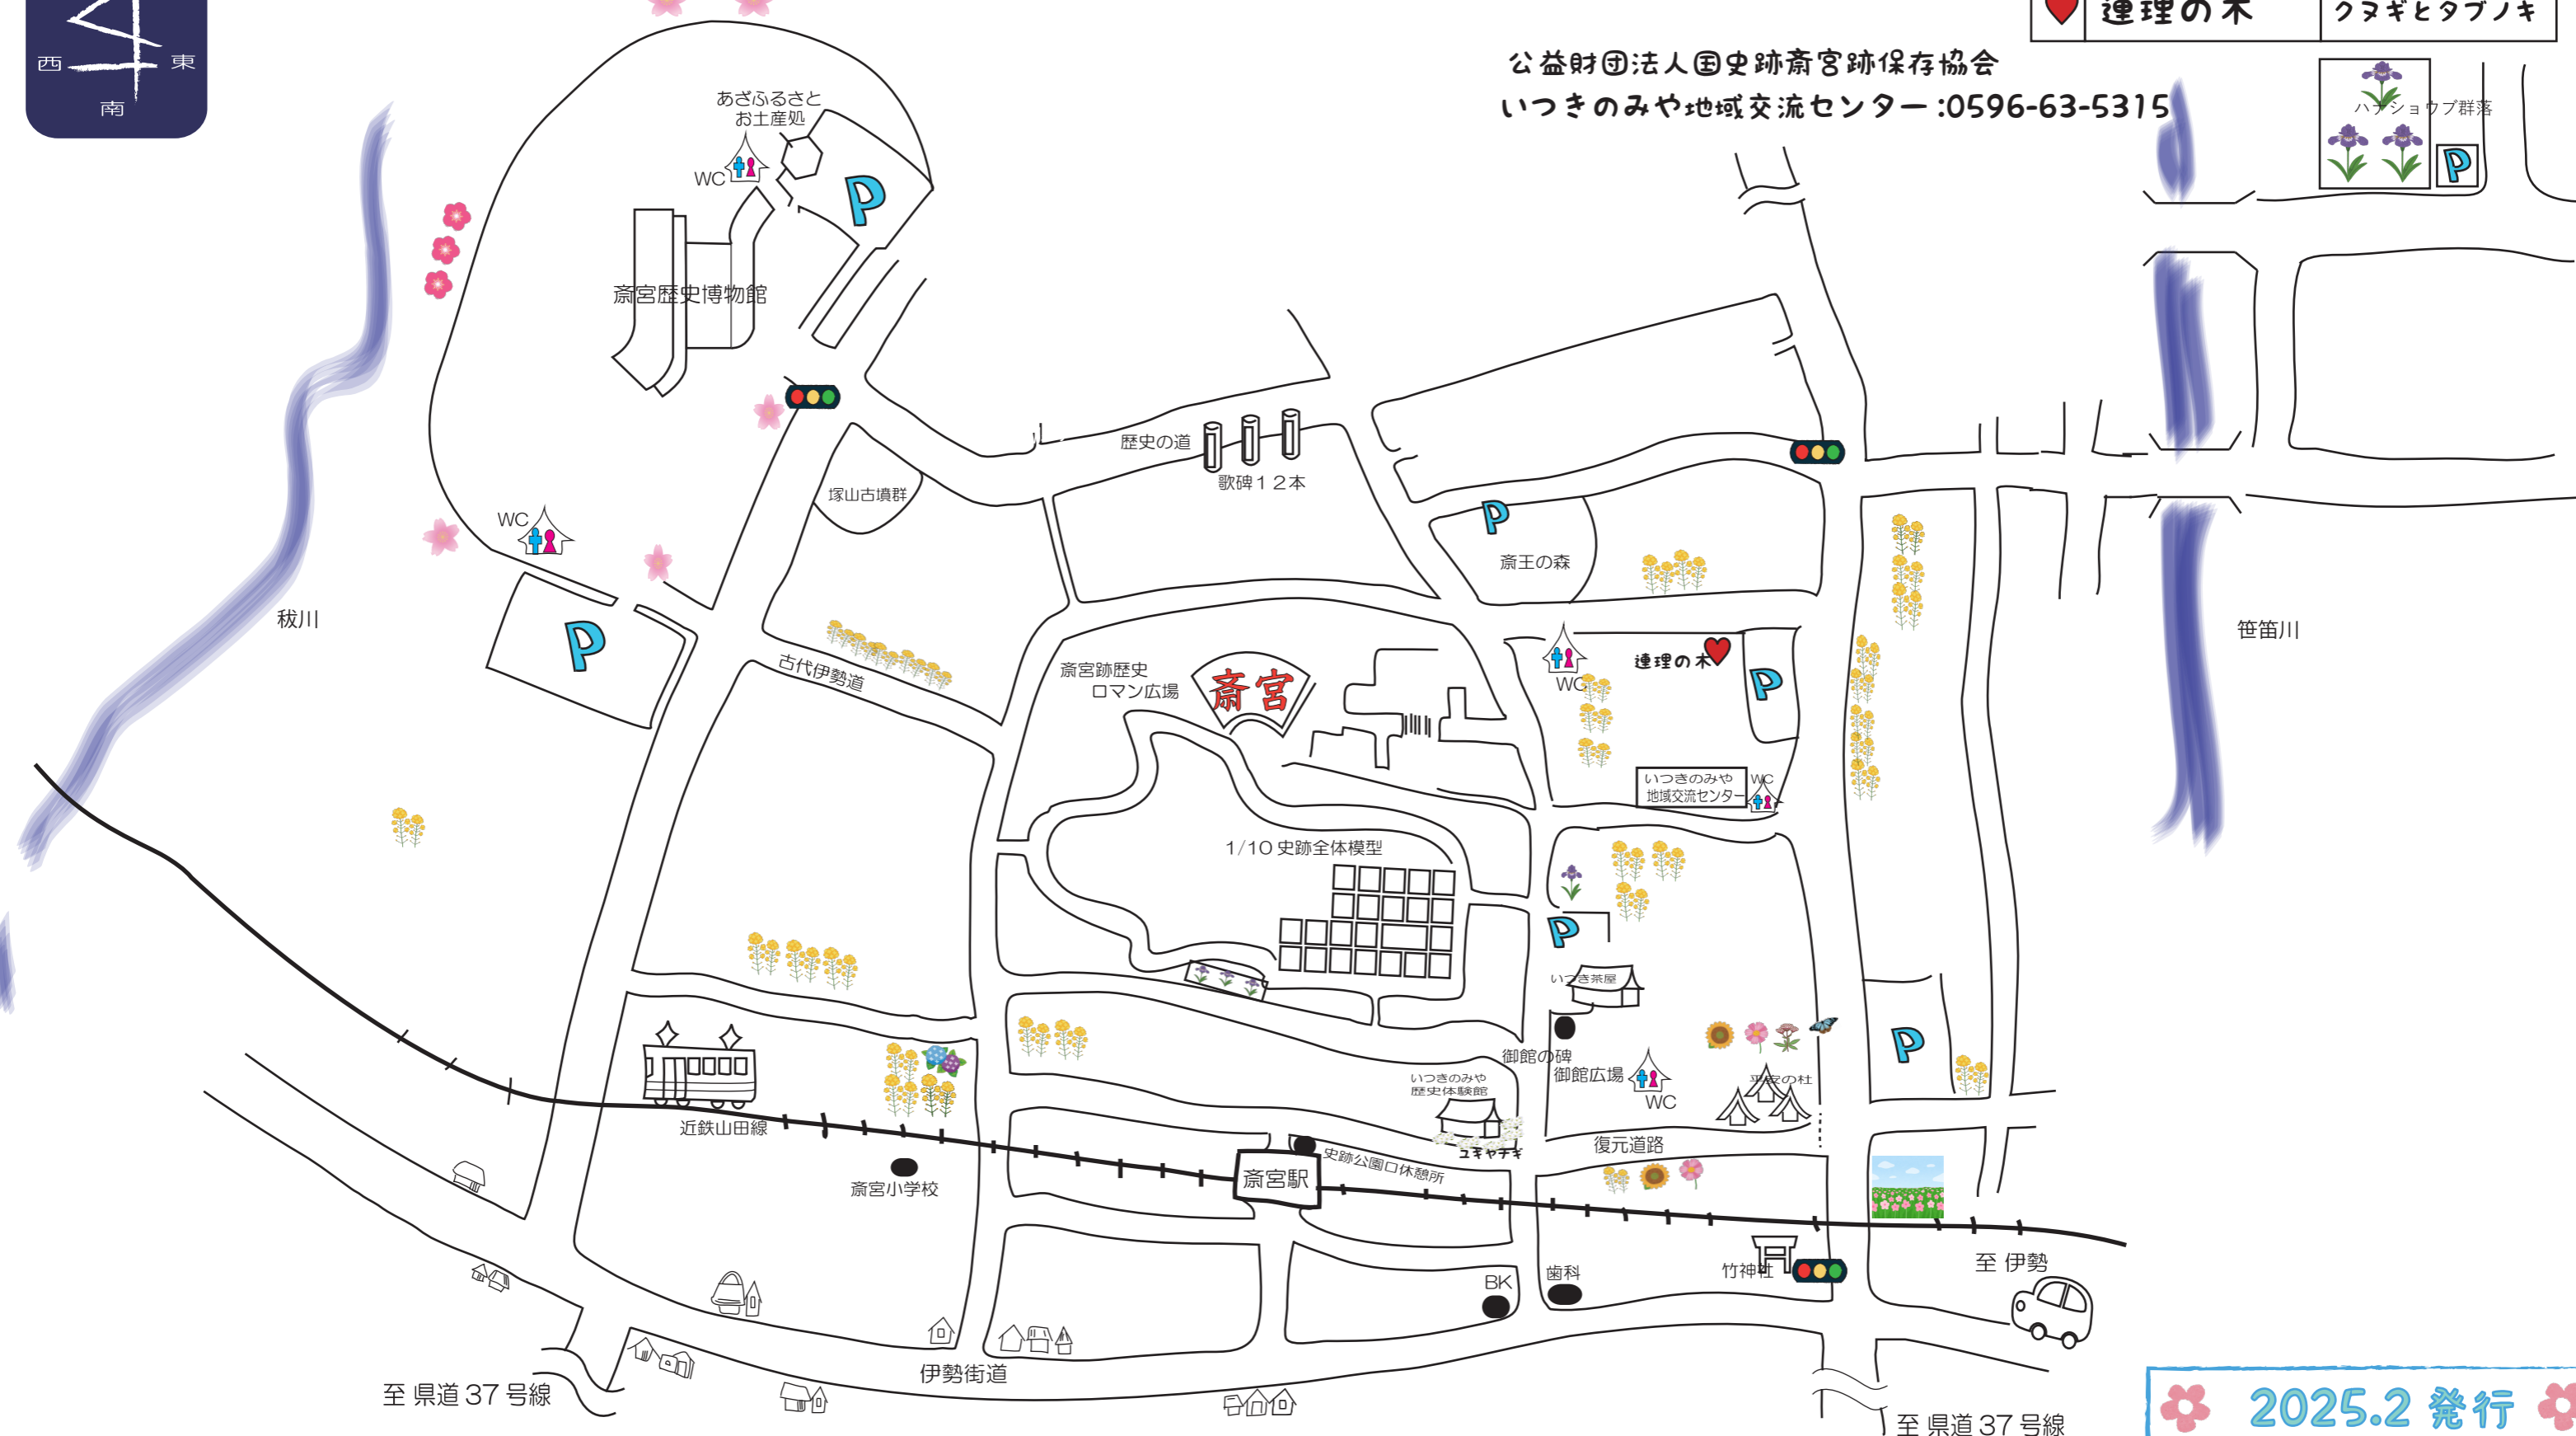 西
東
南
連理の木
クヌギとタブノキ
公益財団法人国史跡斎宮跡保存協会
いつきのみや地域交流センター:0596-63-5315
ハナショウブ群落
P
あざふるさと
お土産処
WC
P
斎宮歴史博物館
歴史の道
歌碑12本
塚山古墳群
WC
P
斎王の森
祓川
笹笛川
P
古代伊勢道
斎宮跡歴史
ロマン広場
斎宮
WC
連理の木
P
いつきのみや
地域交流センター
WC
1/10 史跡全体模型
P
いつき茶屋
P
御館の碑
御館広場
WC
平安の杜
いつきのみや
歴史体験館
ユキヤナギ
復元道路
近鉄山田線
斎宮小学校
斎宮駅
史跡公園口休憩所
竹神社
至 伊勢
BK
歯科
伊勢街道
至 県道 37 号線
至 県道 37 号線
2025.2 発行